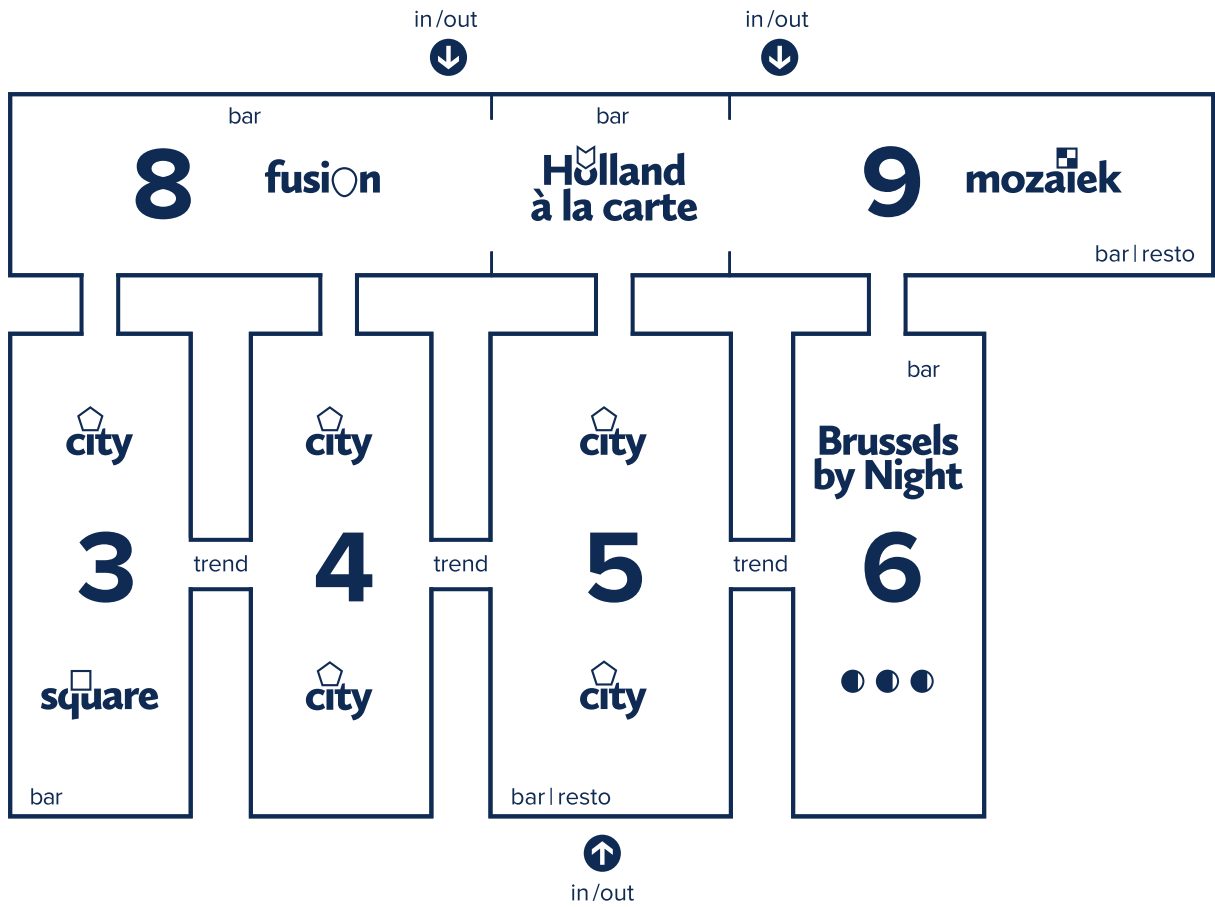 in/out
in/out
bar
bar
8
fusion
Holland
à la carte
9
mozaïek
bar|resto
bar
city
city
city
Brussels
by Night
3
trend
4
trend
5
trend
6
square
city
city
bar
bar|resto
in/out